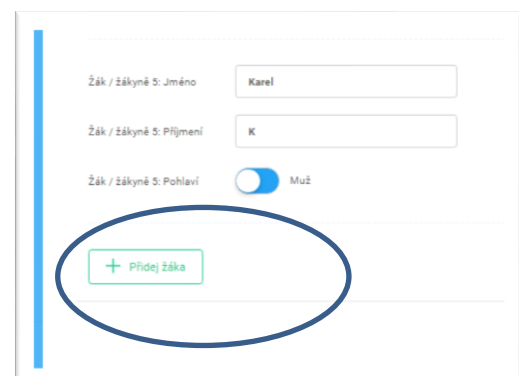 Žák / žákyně 5: Jméno Karel
Žák / žákyně 5: Příjmení K
Žák / žákyně 5: Pohlaví Muž
+ Přidej žáka